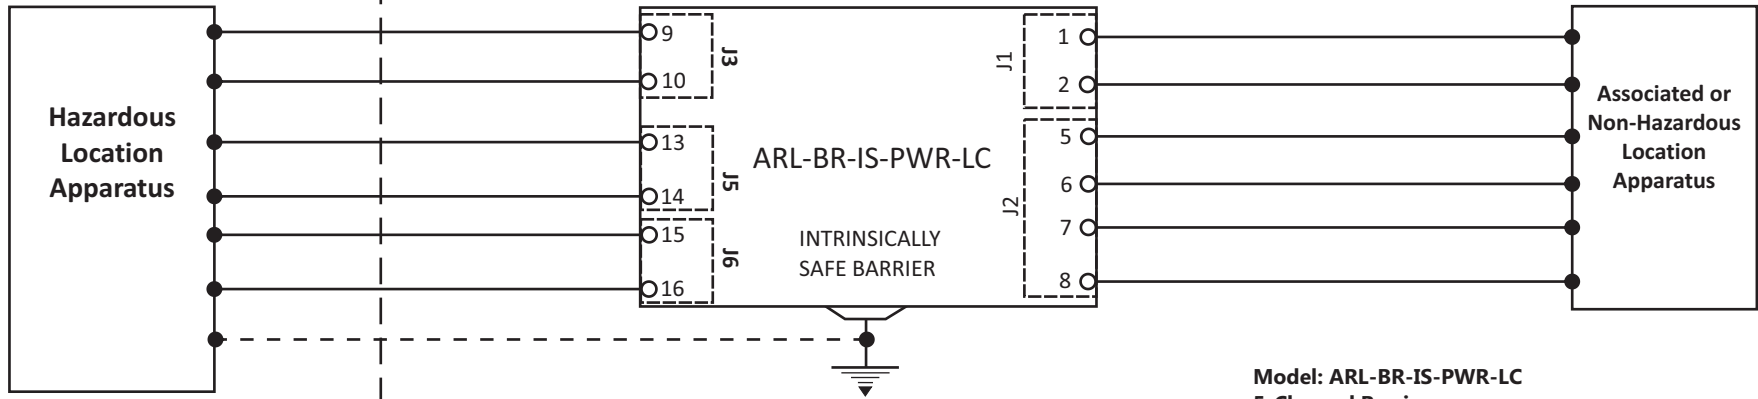 Hazardous
Location
Apparatus
9
10
J3
13
14
J5
15
16
J6
ARL-BR-IS-PWR-LC
INTRINSICALLY
SAFE BARRIER
J1
1
2
J2
5
6
7
8
Associated or
Non-Hazardous
Location
Apparatus
Model: ARL-BR-IS-PWR-LC